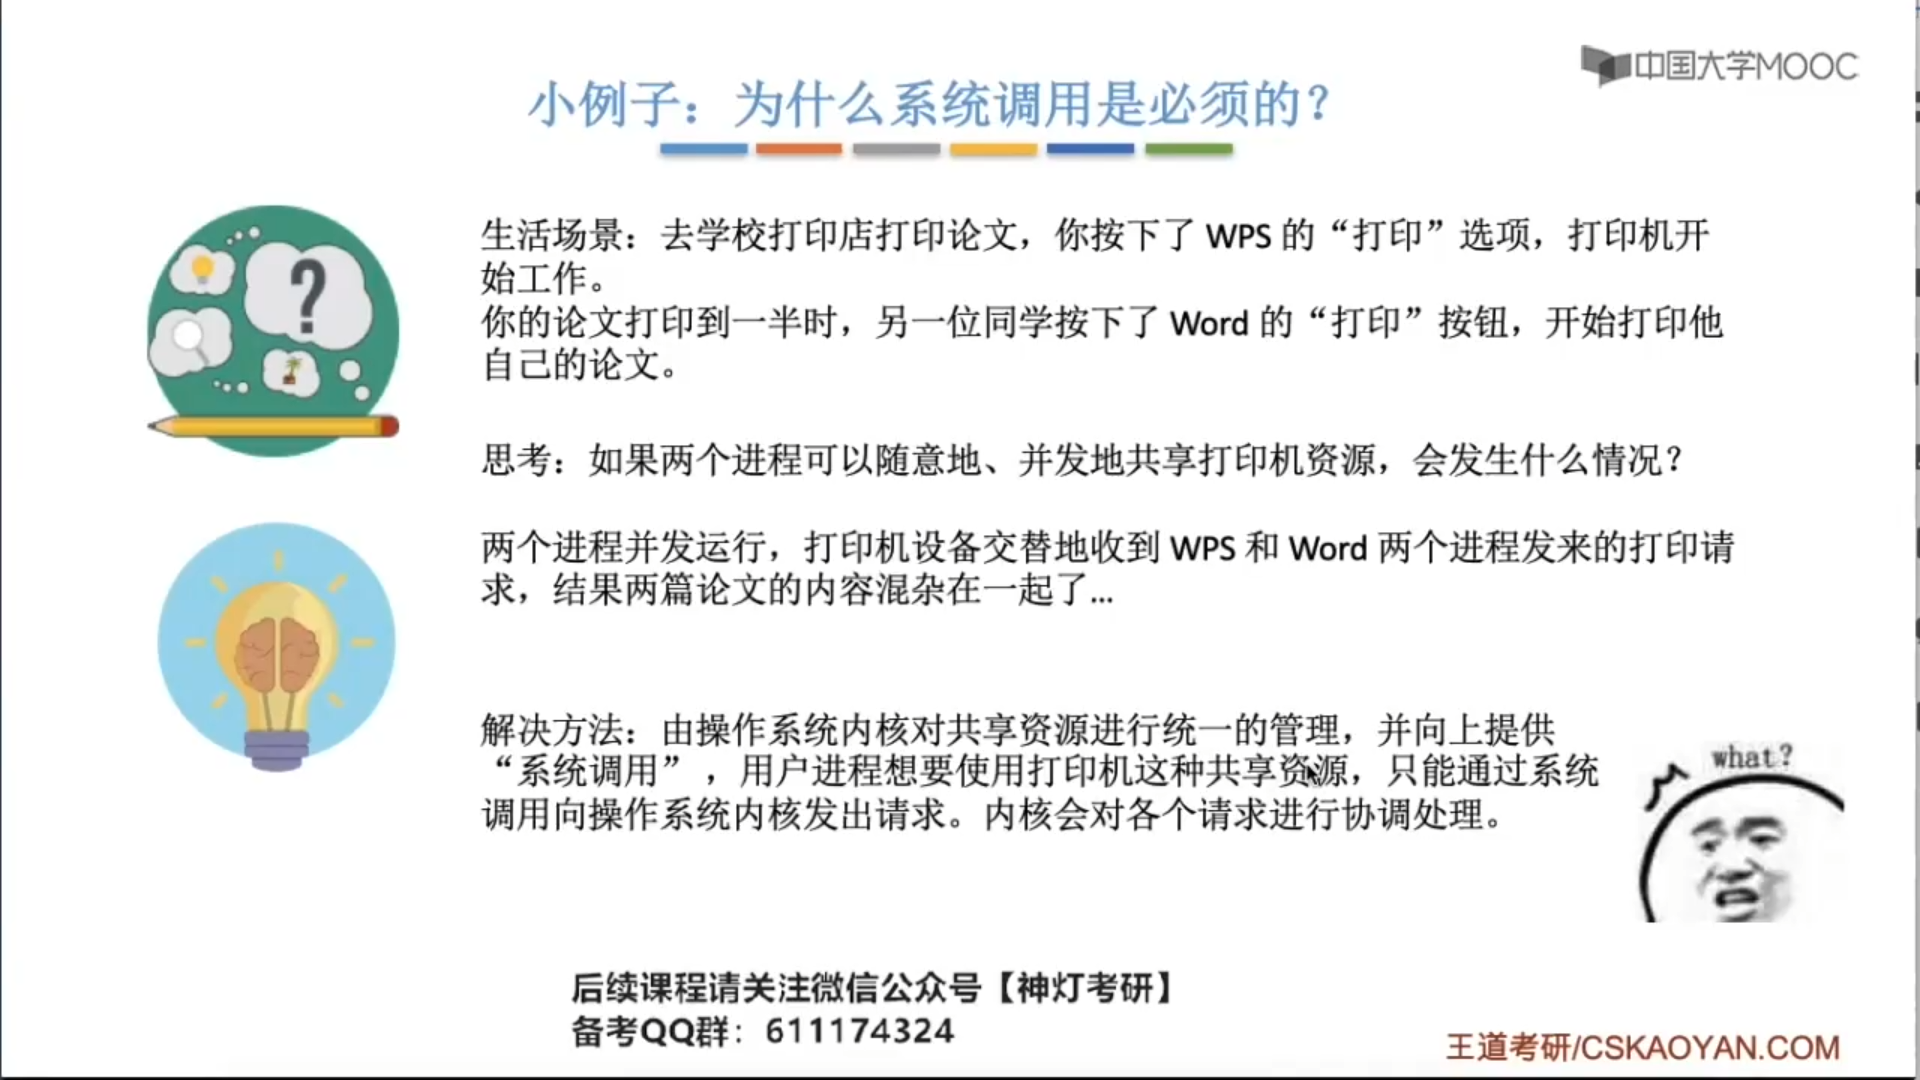 中国大学MOOC
小例子：为什么系统调用是必须的？
生活场景：去学校打印店打印论文，你按下了 WPS 的“打印”选项，打印机开
始工作。
你的论文打印到一半时，另一位同学按下了 Word 的“打印”按钮，开始打印他
自己的论文。
?
思考：如果两个进程可以随意地、并发地共享打印机资源，会发生什么情况？
两个进程并发运行，打印机设备交替地收到 WPS 和 Word 两个进程发来的打印请
求，结果两篇论文的内容混杂在一起了...
解决方法：由操作系统内核对共享资源进行统一的管理，并向上提供
“系统调用”，用户进程想要使用打印机这种共享资源，只能通过系统
调用向操作系统内核发出请求。内核会对各个请求进行协调处理。
what?
后续课程请关注微信公众号【神灯考研】
备考QQ群：611174324
王道考研/CSKAOYAN.COM